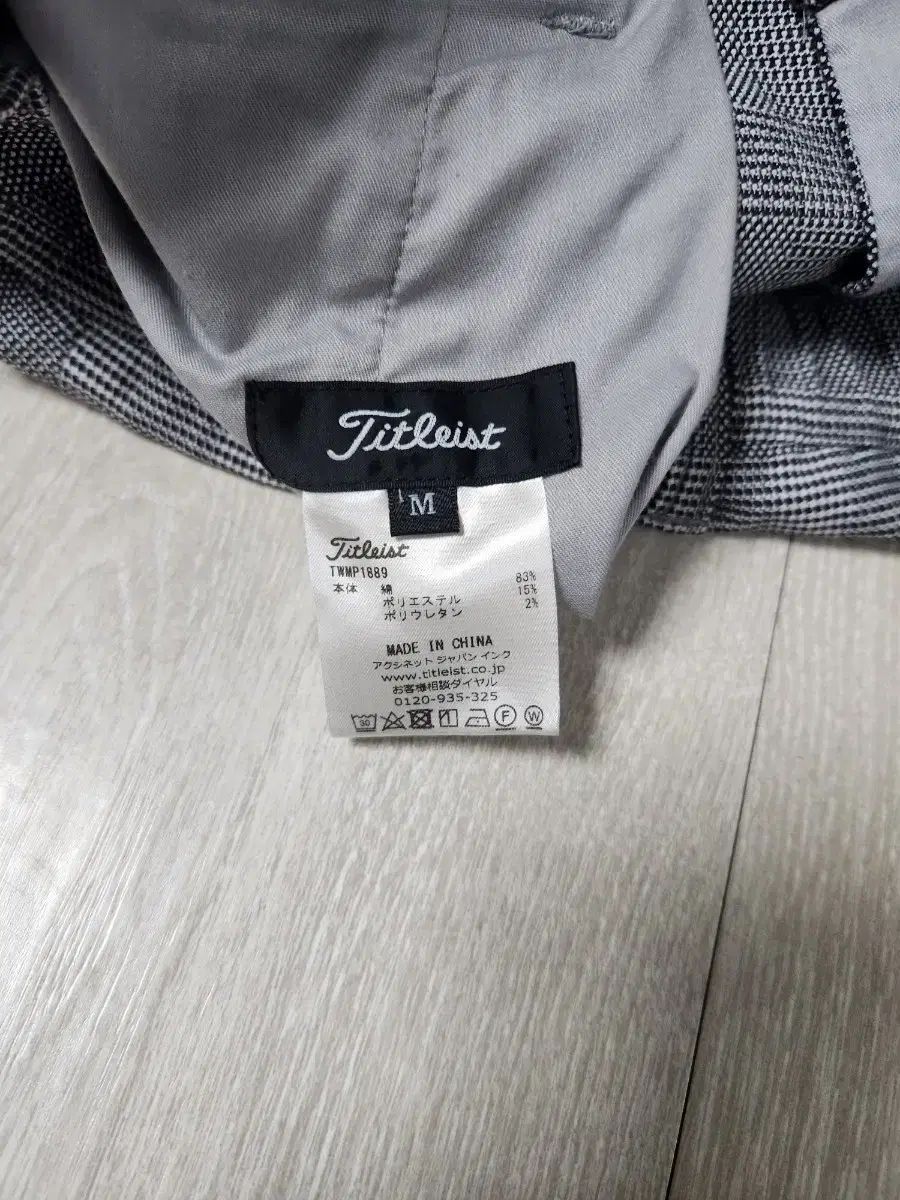 Titleist
M
Titleist
TWMP1889
本体 綿 83%
ポリエステル 15%
ポリウレタン 2%
MADE IN CHINA
アクシネット ジャパン インク
www.titleist.co.jp
お客様相談ダイヤル
0120-935-325
30 F W